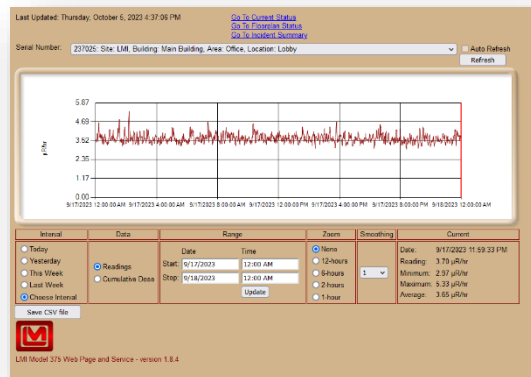 Last Updated: Thursday, October 5, 2023 4:37:06 PM
Go To Current Status
Go To Floorplan Status
Go To Incident Summary
Serial Number: 237025: Site: LMI, Building: Main Building, Area: Office, Location: Lobby
Auto Refresh
Refresh
5.87
4.69
3.52
2.35
1.17
0.00
µR/hr
9/17/2023 12:00:00 AM 9/17/2023 4:00:00 AM 9/17/2023 8:00:00 AM 9/17/2023 12:00:00 PM 9/17/2023 4:00:00 PM 9/17/2023 8:00:00 PM 9/18/2023 12:00:00 AM
Interval Data Range Zoom Smoothing Current
Today
Yesterday
This Week
Last Week
Choose Interval
Readings
Cumulative Dose
Date Time
Start: 9/17/2023 12:00 AM
Stop: 9/18/2023 12:00 AM
Update
None
12-hours
6-hours
2-hours
1-hour
1
Date: 9/17/2023 11:59:33 PM
Reading: 3.70 µR/hr
Minimum: 2.97 µR/hr
Maximum: 5.33 µR/hr
Average: 3.65 µR/hr
Save CSV file
LMI Model 375 Web Page and Service - version 1.8.4